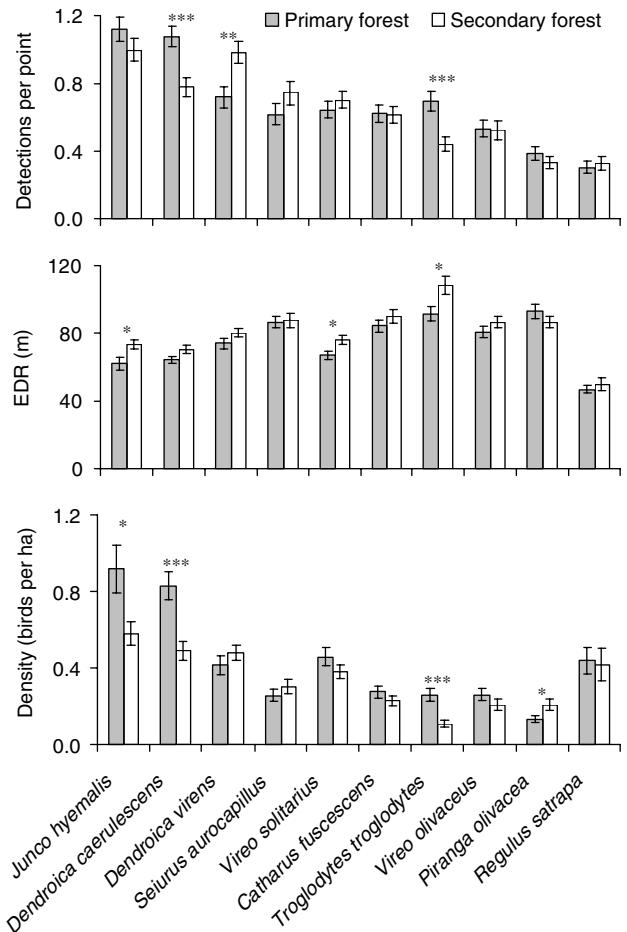 Primary forest Secondary forest
1.2
0.8
0.4
0.0
Detections per point
***
**
***
120
80
40
0
EDR (m)
*
*
*
1.2
0.8
0.4
0.0
Density (birds per ha)
*
***
***
*
Junco hyemalis
Dendroica caerulescens
Dendroica virens
Seiurus aurocapillus
Vireo solitarius
Catharus fuscescens
Troglodytes troglodytes
Vireo olivaceus
Piranga olivacea
Regulus satrapa